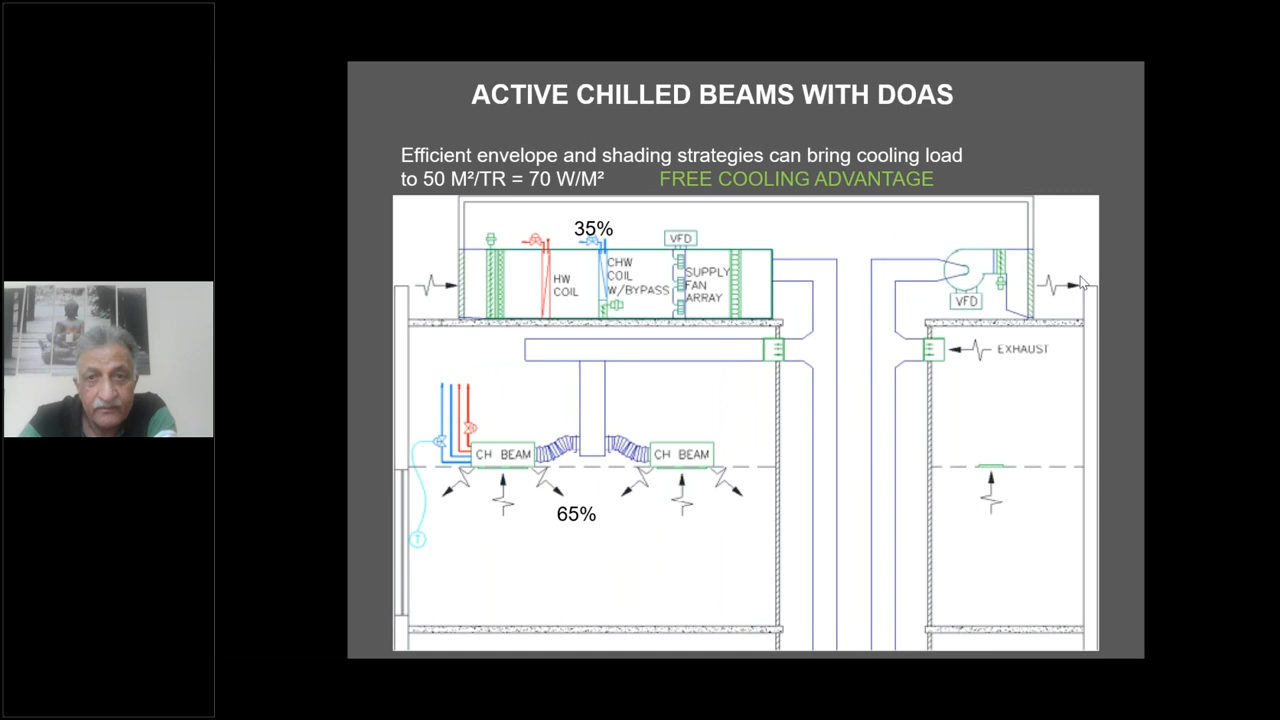 ACTIVE CHILLED BEAMS WITH DOAS
Efficient envelope and shading strategies can bring cooling load
to 50 M²/TR = 70 W/M² FREE COOLING ADVANTAGE
35%
VFD
HW
COIL
CHW
COIL
W/BYPASS
SUPPLY
FAN
ARRAY
VFD
EXHAUST
CH BEAM
CH BEAM
65%
T